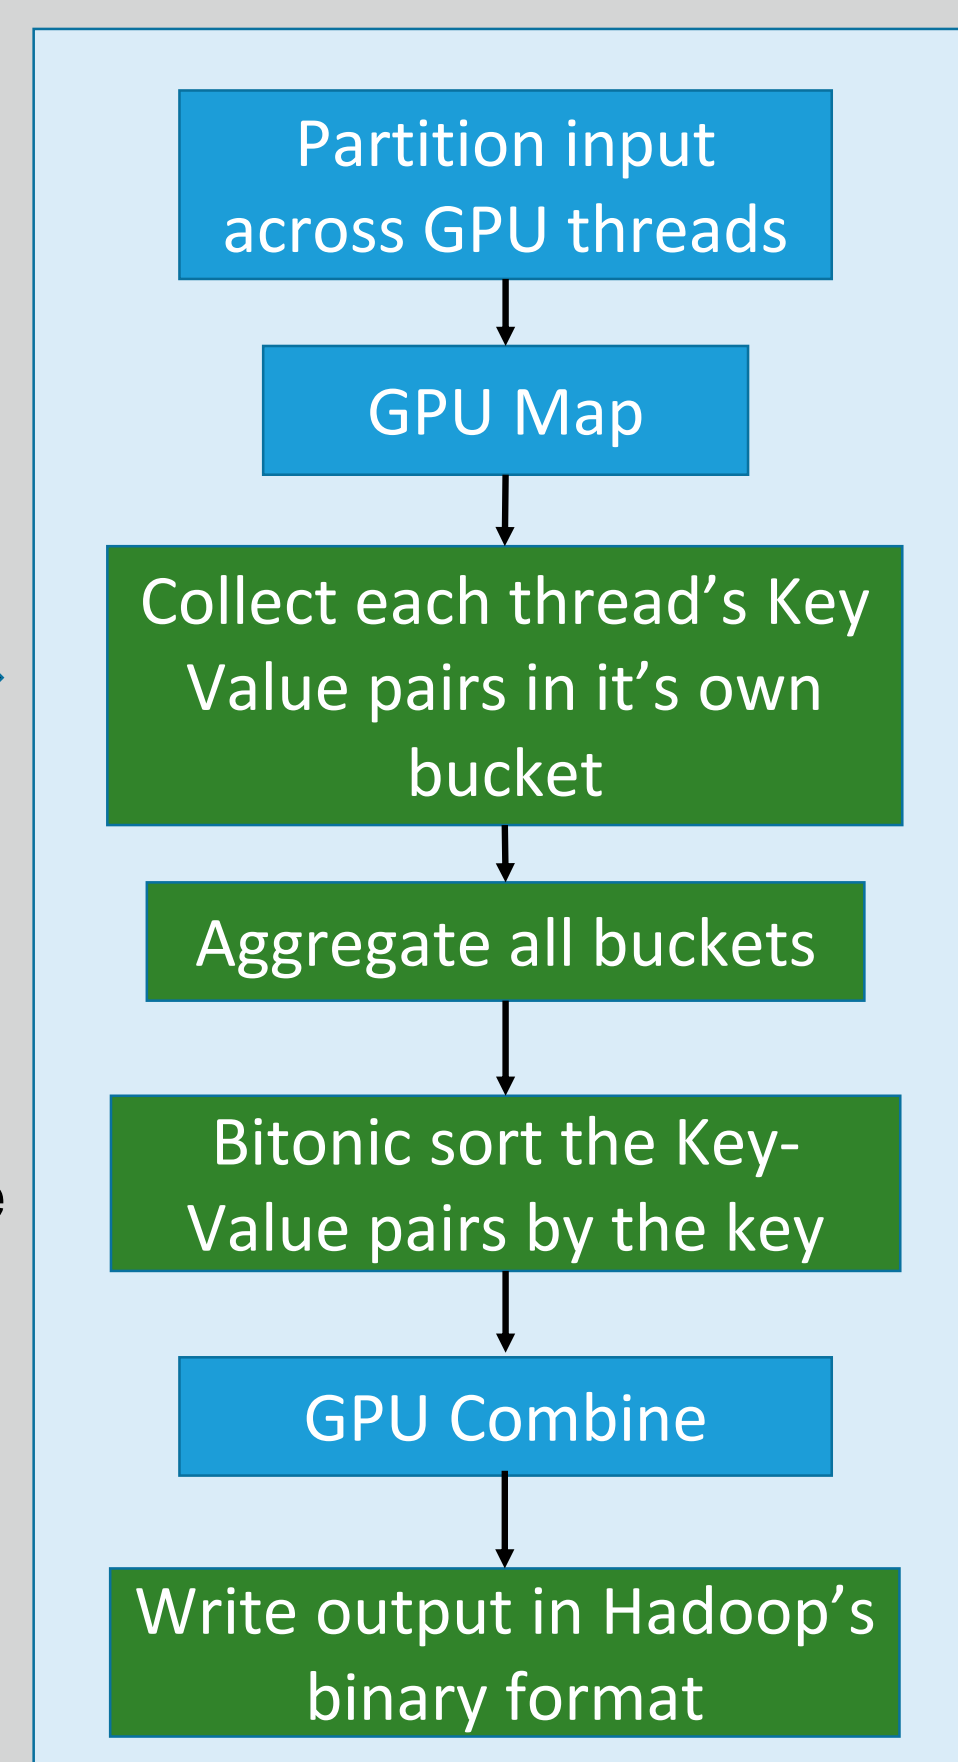 Partition input
across GPU threads
GPU Map
Collect each thread’s Key
Value pairs in it’s own
bucket
Aggregate all buckets
Bitonic sort the Key-
Value pairs by the key
GPU Combine
Write output in Hadoop’s
binary format